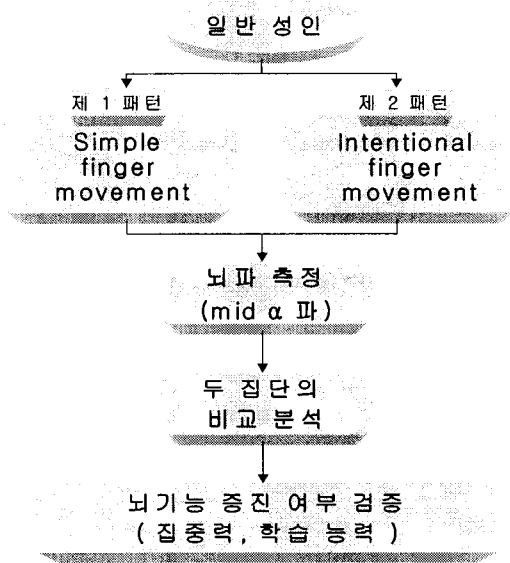 일반 성인
제 1 패턴
Simple
finger
movement
제 2 패턴
Intentional
finger
movement
뇌파 측정
(mid α 파)
두 집단의
비교 분석
뇌기능 증진 여부 검증
( 집중력, 학습 능력 )